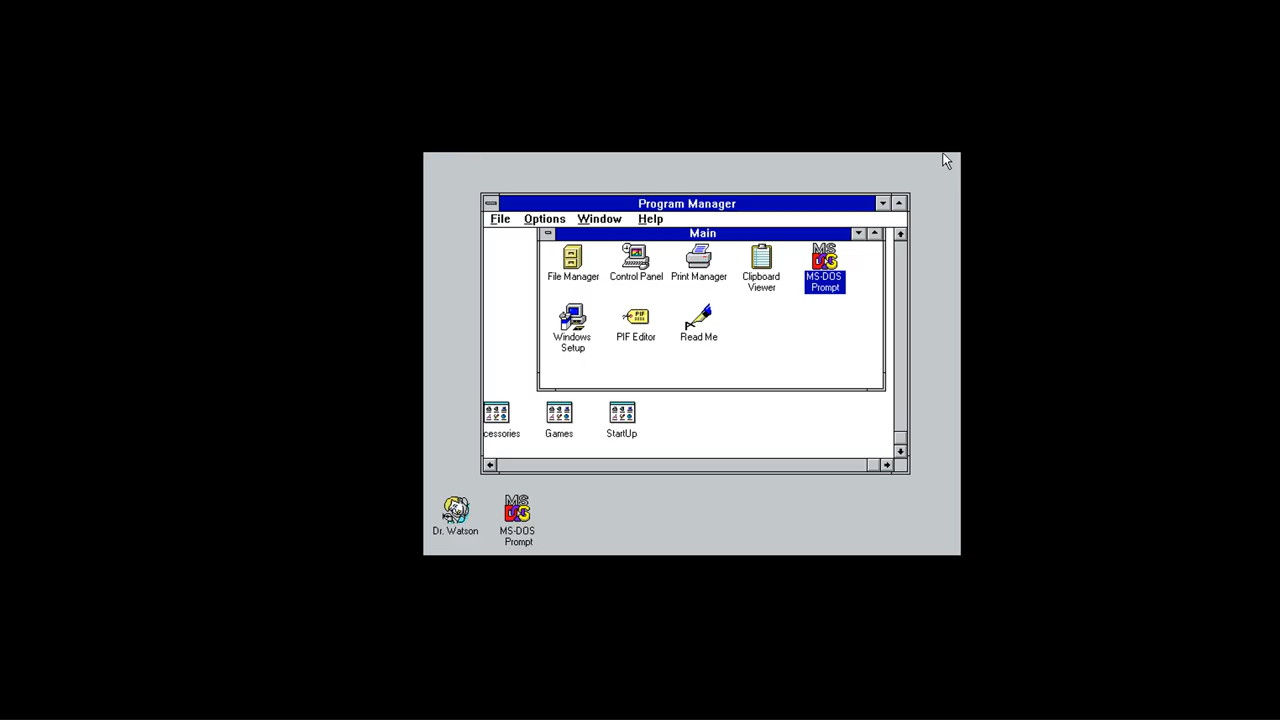 Program Manager
File Options Window Help
Main
File Manager Control Panel Print Manager Clipboard Viewer MS-DOS Prompt
Windows Setup PIF Editor Read Me
cessories Games StartUp
Dr. Watson MS-DOS Prompt